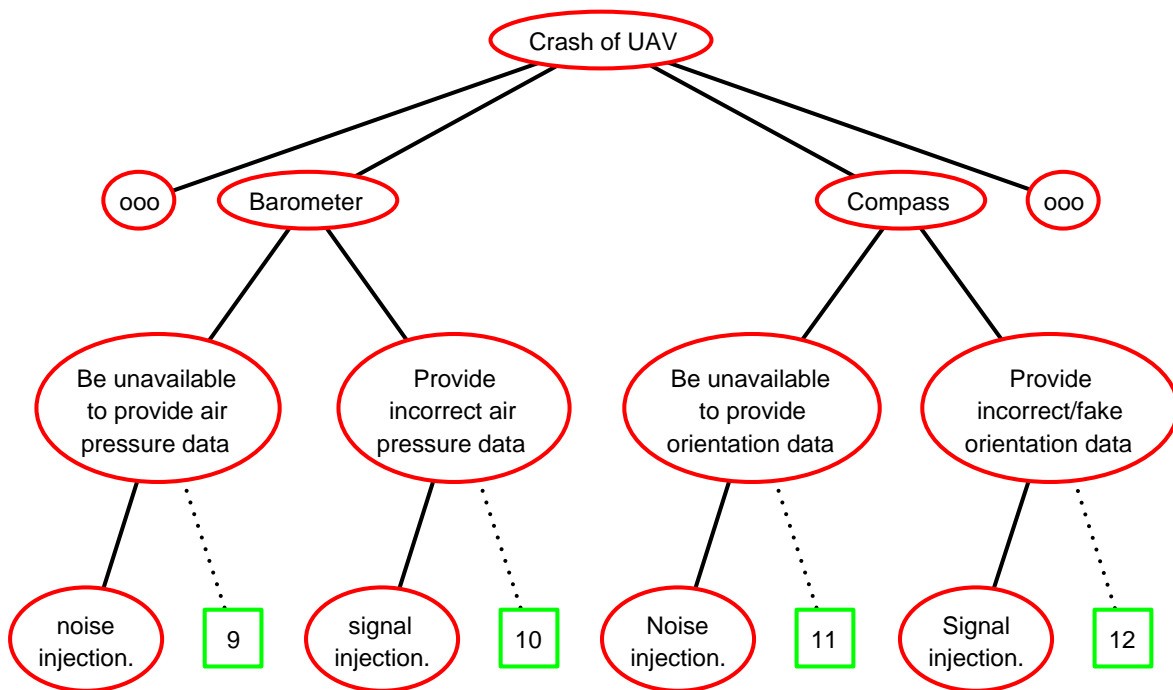 Crash of UAV
ooo
Barometer
Compass
ooo
Be unavailable
to provide air
pressure data
Provide
incorrect air
pressure data
Be unavailable
to provide
orientation data
Provide
incorrect/fake
orientation data
noise
injection.
9
signal
injection.
10
Noise
injection.
11
Signal
injection.
12